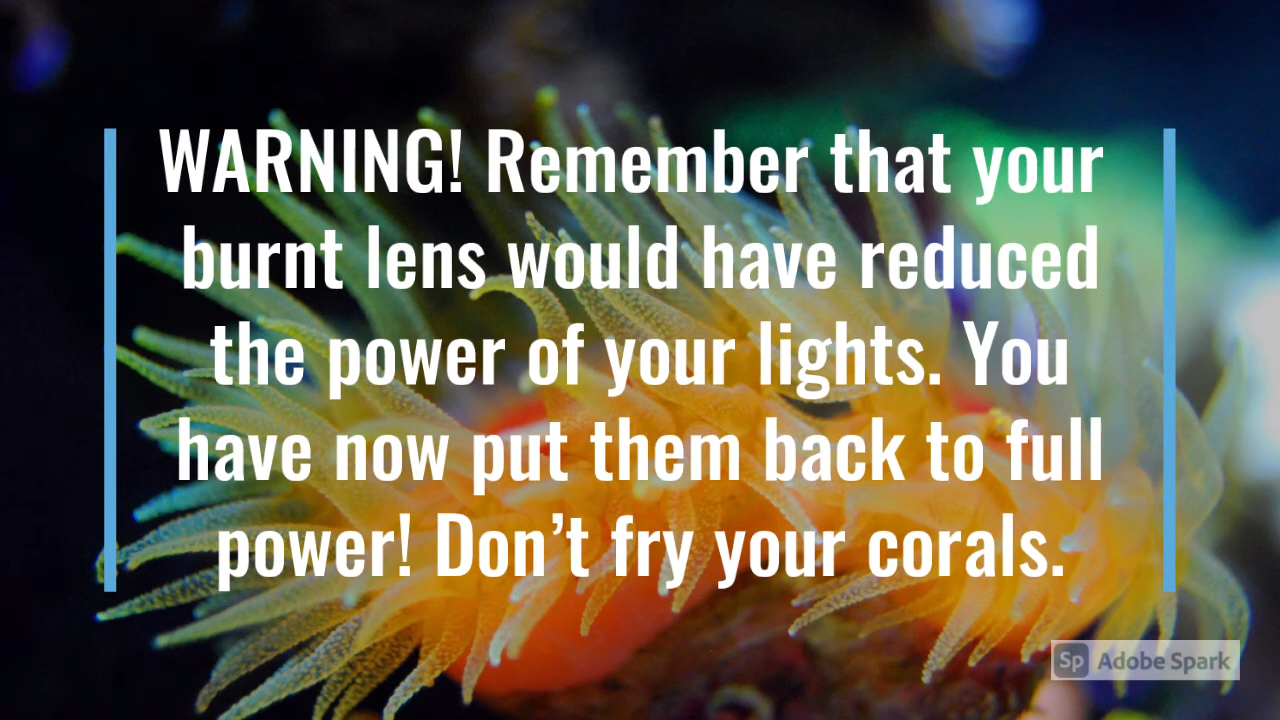 WARNING! Remember that your
burnt lens would have reduced
the power of your lights. You
have now put them back to full
power! Don’t fry your corals.
Sp Adobe Spark